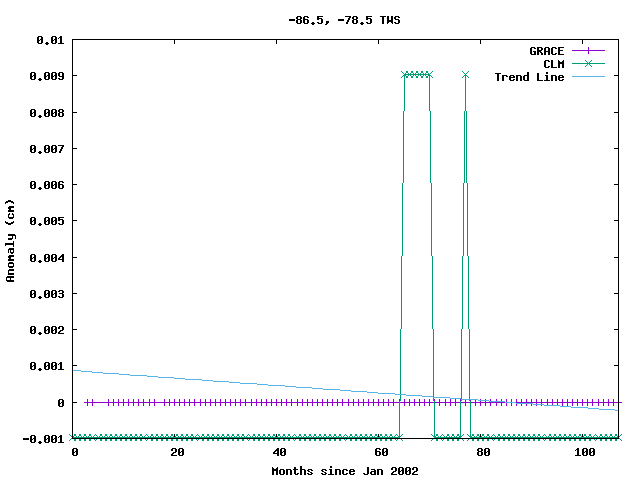 -86.5, -78.5 TWS
GRACE
CLM
Trend Line
0.01
0.009
0.008
0.007
0.006
0.005
0.004
0.003
0.002
0.001
0
-0.001
Anomaly (cm)
0 20 40 60 80 100
Months since Jan 2002